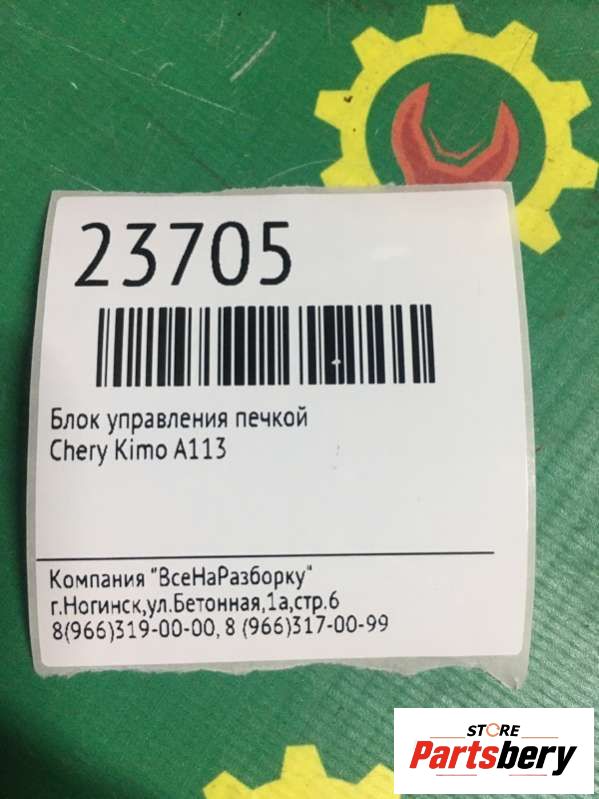 23705
Блок управления печкой
Chery Kimo A113
Компания "ВсеНаРазборку"
г.Ногинск,ул.Бетонная,1а,стр.6
8(966)319-00-00, 8 (966)317-00-99
STORE
Partsbery